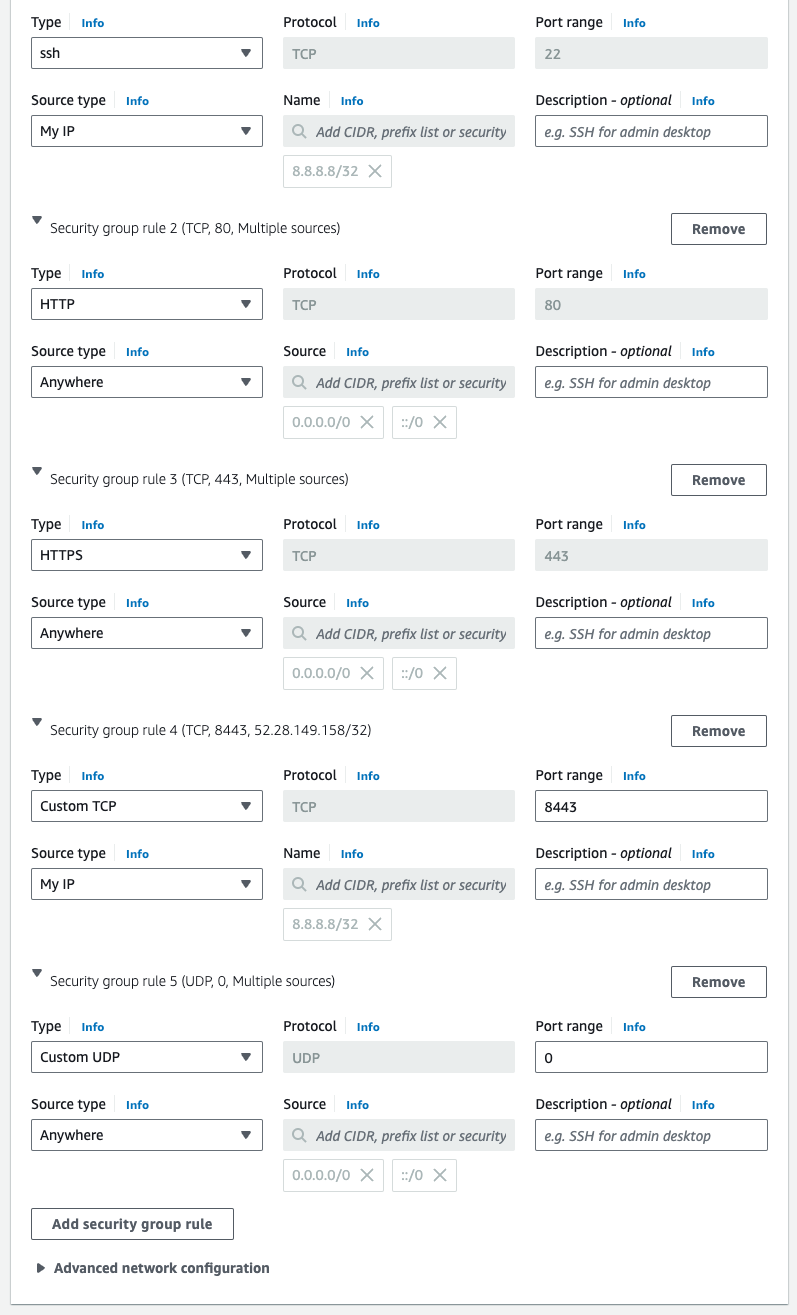 Type Info Protocol Info Port range Info
ssh TCP 22
Source type Info Name Info Description - optional Info
My IP Add CIDR, prefix list or security e.g. SSH for admin desktop
8.8.8.8/32
Security group rule 2 (TCP, 80, Multiple sources) Remove
Type Info Protocol Info Port range Info
HTTP TCP 80
Source type Info Source Info Description - optional Info
Anywhere Add CIDR, prefix list or security e.g. SSH for admin desktop
0.0.0.0/0 ::/0
Security group rule 3 (TCP, 443, Multiple sources) Remove
Type Info Protocol Info Port range Info
HTTPS TCP 443
Source type Info Source Info Description - optional Info
Anywhere Add CIDR, prefix list or security e.g. SSH for admin desktop
0.0.0.0/0 ::/0
Security group rule 4 (TCP, 8443, 52.28.149.158/32) Remove
Type Info Protocol Info Port range Info
Custom TCP TCP 8443
Source type Info Name Info Description - optional Info
My IP Add CIDR, prefix list or security e.g. SSH for admin desktop
8.8.8.8/32
Security group rule 5 (UDP, 0, Multiple sources) Remove
Type Info Protocol Info Port range Info
Custom UDP UDP 0
Source type Info Source Info Description - optional Info
Anywhere Add CIDR, prefix list or security e.g. SSH for admin desktop
0.0.0.0/0 ::/0
Add security group rule
Advanced network configuration